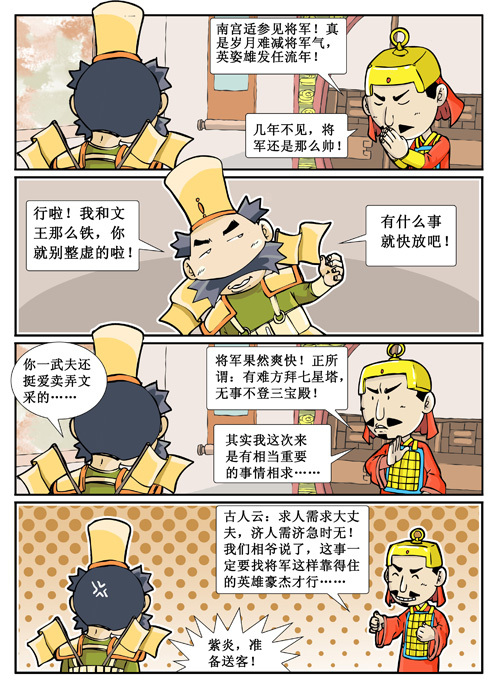 南宫适参见将军！真
是岁月难减将军气，
英姿雄发任流年！
几年不见，将
军还是那么帅！
行啦！我和文
王那么铁，你
就别整虚的啦！
有什么事
就快放吧！
你一武夫还
挺爱卖弄文
采的……
将军果然爽快！正所
谓：有难方拜七星塔，
无事不登三宝殿！
其实我这次来
是有相当重要
的事情相求……
古人云：求人需求大丈
夫，济人需济急时无！
我们相爷说了，这事一
定要找将军这样靠得住
的英雄豪杰才行……
紫炎，准
备送客！